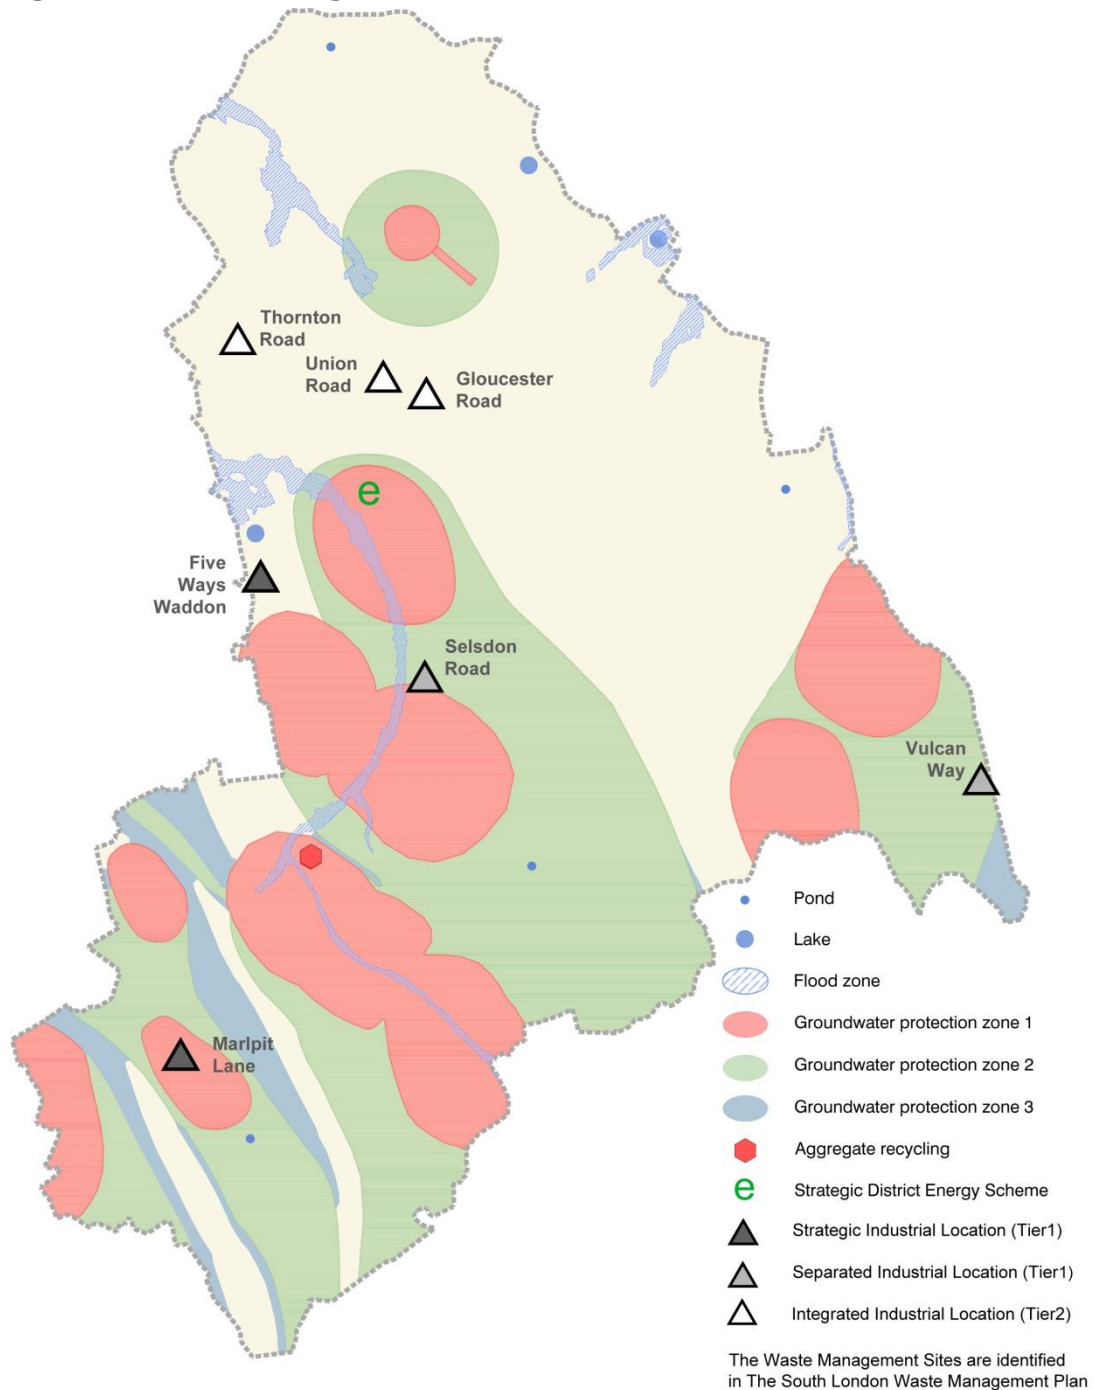 Thornton
Road
Union
Road
Gloucester
Road
e
Five
Ways
Waddon
Selsdon
Road
Vulcan
Way
Marlpit
Lane
Pond
Lake
Flood zone
Groundwater protection zone 1
Groundwater protection zone 2
Groundwater protection zone 3
Aggregate recycling
e Strategic District Energy Scheme
Strategic Industrial Location (Tier1)
Separated Industrial Location (Tier1)
Integrated Industrial Location (Tier2)
The Waste Management Sites are identified
in The South London Waste Management Plan